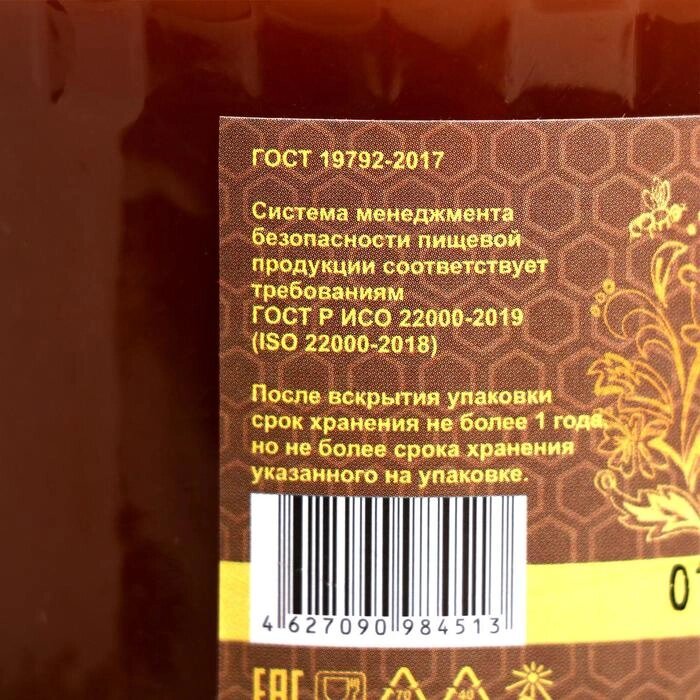 ГОСТ 19792-2017
Система менеджмента
безопасности пищевой
продукции соответствует
требованиям
ГОСТ Р ИСО 22000-2019
(ISO 22000-2018)
После вскрытия упаковки
срок хранения не более 1 года,
но не более срока хранения
указанного на упаковке.
4 627090 984513
EAC
70
40